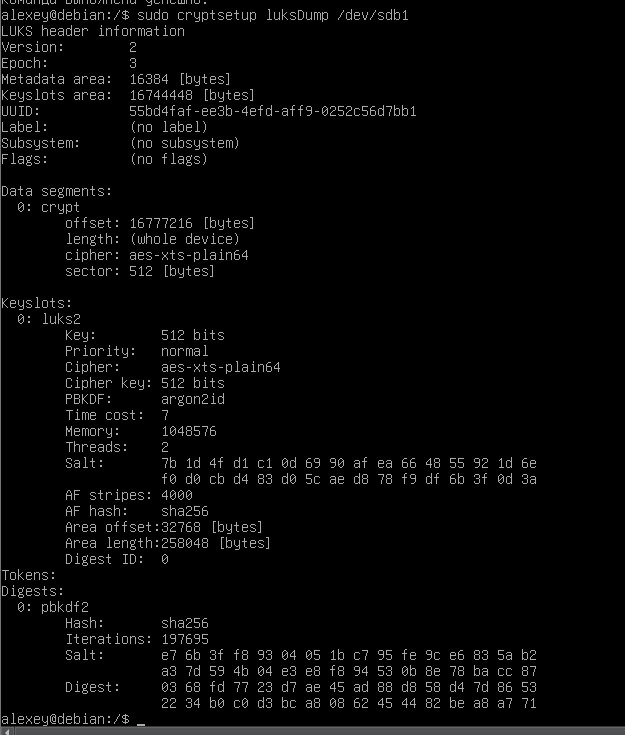 Команда выполнена успешно.
alexey@debian:/$ sudo cryptsetup luksDump /dev/sdb1
LUKS header information
Version:        2
Epoch:          3
Metadata area:  16384 [bytes]
Keyslots area:  16744448 [bytes]
UUID:           55bd4faf-ee3b-4efd-aff9-0252c56d7bb1
Label:          (no label)
Subsystem:      (no subsystem)
Flags:          (no flags)

Data segments:
  0: crypt
        offset: 16777216 [bytes]
        length: (whole device)
        cipher: aes-xts-plain64
        sector: 512 [bytes]

Keyslots:
  0: luks2
        Key:        512 bits
        Priority:   normal
        Cipher:     aes-xts-plain64
        Cipher key: 512 bits
        PBKDF:      argon2id
        Time cost:  7
        Memory:     1048576
        Threads:    2
        Salt:       7b 1d 4f d1 c1 0d 69 90 af ea 66 48 55 92 1d 6e
                    f0 d0 cb d4 83 d0 5c ae d8 78 f9 df 6b 3f 0d 3a
        AF stripes: 4000
        AF hash:    sha256
        Area offset:32768 [bytes]
        Area length:258048 [bytes]
        Digest ID:  0
Tokens:
Digests:
  0: pbkdf2
        Hash:       sha256
        Iterations: 197695
        Salt:       e7 6b 3f f8 93 04 05 1b c7 95 fe 9c e6 83 5a b2
                    a3 7d 59 4b 04 e3 e8 f8 94 53 0b 8e 78 ba cc 87
        Digest:     03 68 fd 77 23 d7 ae 45 ad 88 d8 58 d4 7d 86 53
                    22 34 b0 c0 d3 bc a8 08 62 45 44 82 be a8 a7 71
alexey@debian:/$ _